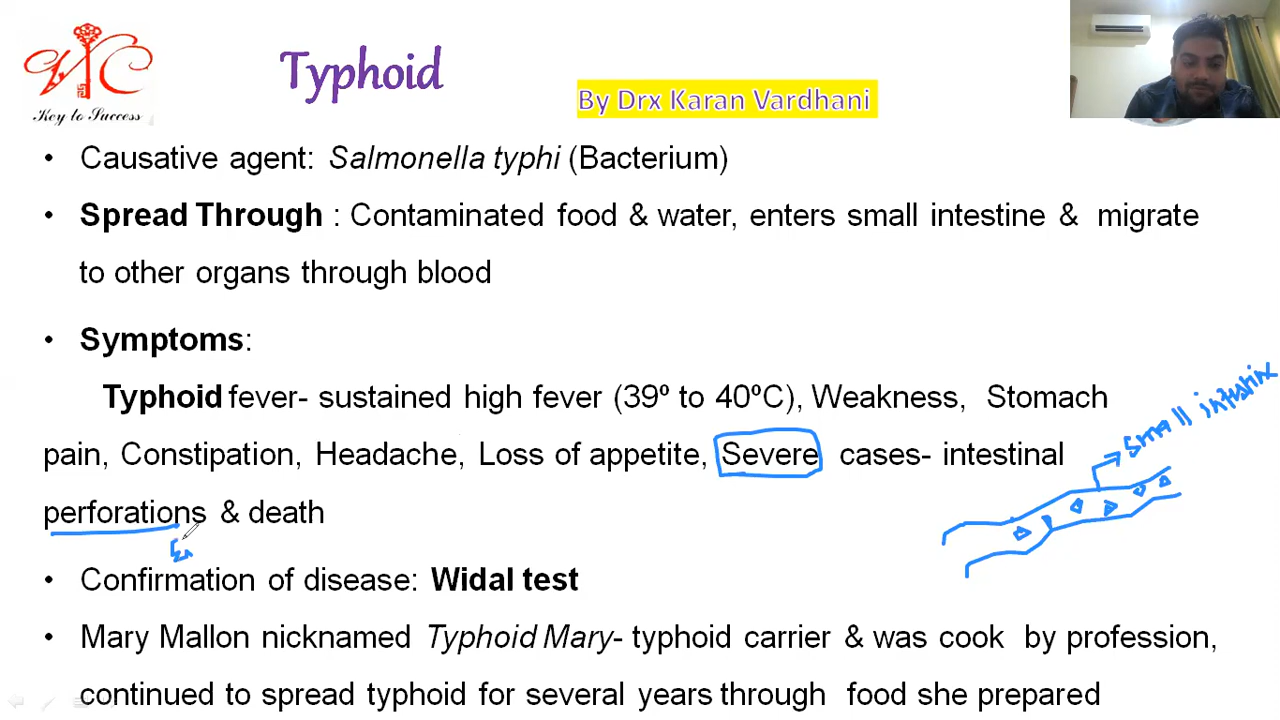 Key to Success
Typhoid
By Drx Karan Vardhani
• Causative agent: Salmonella typhi (Bacterium)
• Spread Through : Contaminated food & water, enters small intestine & migrate
to other organs through blood
• Symptoms:
Typhoid fever- sustained high fever (39º to 40ºC), Weakness, Stomach
pain, Constipation, Headache, Loss of appetite, Severe cases- intestinal
perforations & death
small intestine
• Confirmation of disease: Widal test
• Mary Mallon nicknamed Typhoid Mary- typhoid carrier & was cook by profession,
continued to spread typhoid for several years through food she prepared